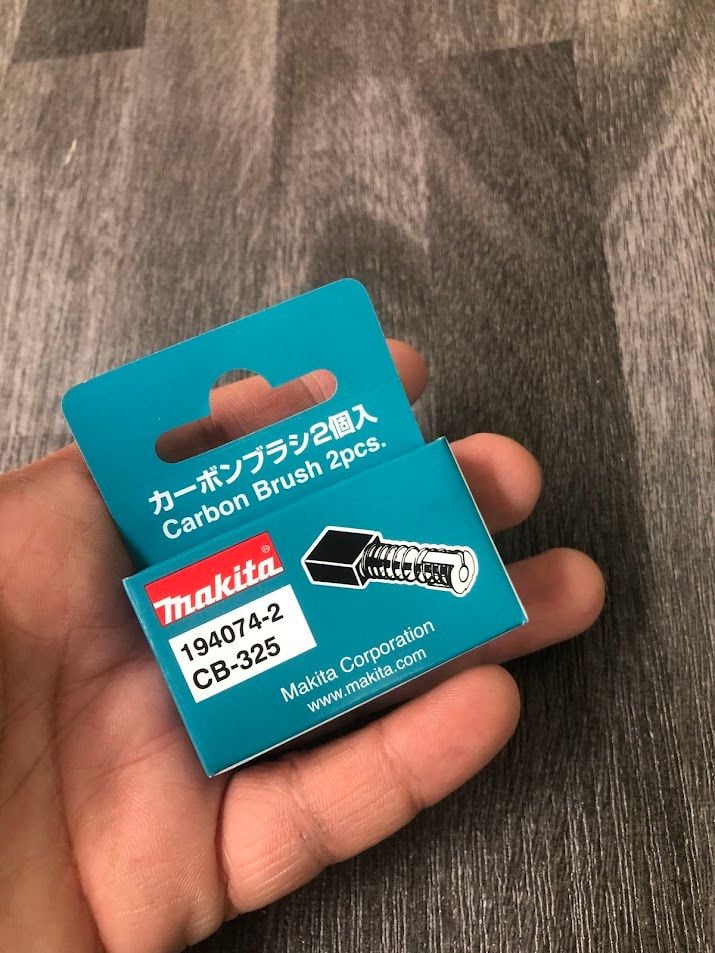 カーボンブラシ2個入
Carbon Brush 2pcs.
makita®
194074-2
CB-325
Makita Corporation
www.makita.com